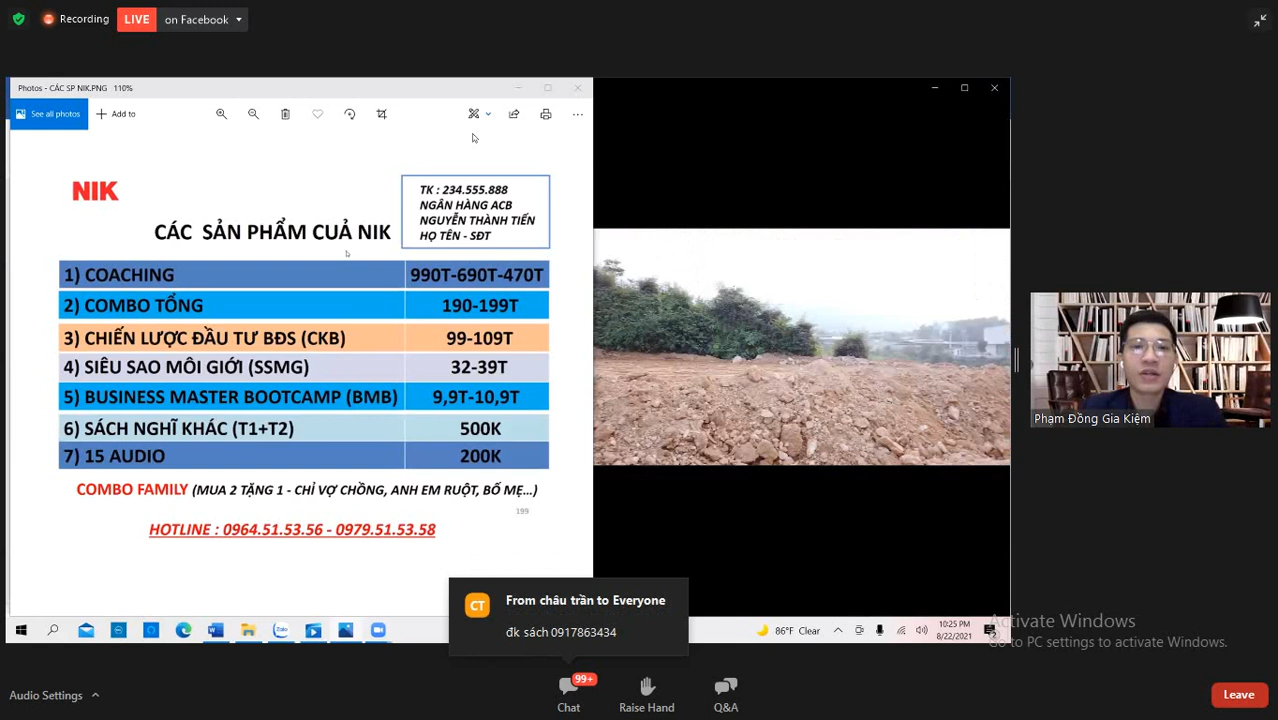 Recording
LIVE
on Facebook
Photos - CÁC SP NIK.PNG 110%
See all photos
Add to
NIK
TK : 234.555.888
NGÂN HÀNG ACB
NGUYỄN THÀNH TIẾN
HỌ TÊN - SĐT
CÁC SẢN PHẨM CUẢ NIK
1) COACHING 990T-690T-470T
2) COMBO TỔNG 190-199T
3) CHIẾN LƯỢC ĐẦU TƯ BĐS (CKB) 99-109T
4) SIÊU SAO MÔI GIỚI (SSMG) 32-39T
5) BUSINESS MASTER BOOTCAMP (BMB) 9,9T-10,9T
6) SÁCH NGHĨ KHÁC (T1+T2) 500K
7) 15 AUDIO 200K
COMBO FAMILY (MUA 2 TẶNG 1 - CHỈ VỢ CHỒNG, ANH EM RUỘT, BỐ MẸ...)
199
HOTLINE : 0964.51.53.56 - 0979.51.53.58
Phạm Đồng Gia Kiệm
CT
From châu trần to Everyone
đk sách 0917863434
86°F Clear
10:25 PM
8/22/2021
Activate Windows
Go to PC settings to activate Windows.
Audio Settings
99+
Chat
Raise Hand
Q&A
Leave